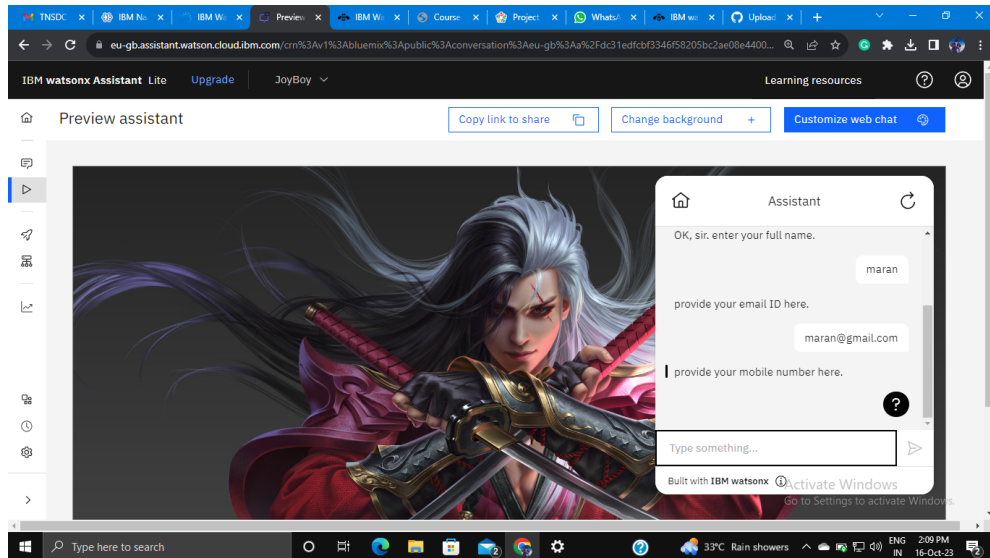 TNSDC
IBM Na
IBM Wa
Preview
IBM Wa
Course
Project
WhatsA
IBM wa
Upload
eu-gb.assistant.watson.cloud.ibm.com/crn%3Av1%3Abluemix%3Apublic%3Aconversation%3Aeu-gb%3Aa%2Fdc31edfcbf3346f58205bc2ae08e4400...
IBM watsonx Assistant Lite Upgrade JoyBoy Learning resources
Preview assistant
Copy link to share
Change background +
Customize web chat
Assistant
OK, sir. enter your full name.
maran
provide your email ID here.
maran@gmail.com
provide your mobile number here.
?
Type something...
Built with IBM watsonx
Activate Windows
Go to Settings to activate Windows.
Type here to search
33°C Rain showers
ENG
IN
2:09 PM
16-Oct-23
2